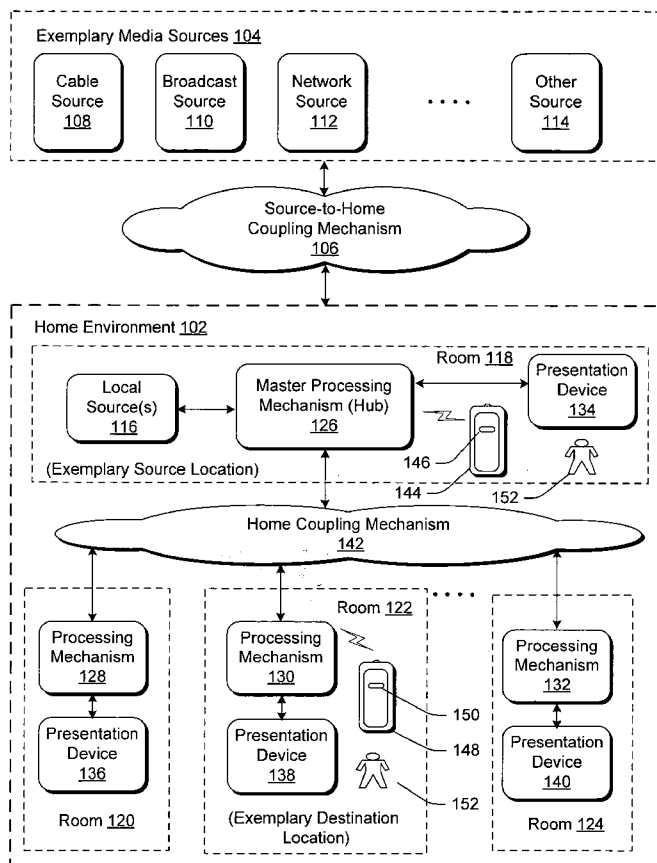 Exemplary Media Sources 104
Cable
Source
108
Broadcast
Source
110
Network
Source
112
. . . .
Other
Source
114
Source-to-Home
Coupling Mechanism
106
Home Environment 102
Room 118
Local
Source(s)
116
Master Processing
Mechanism (Hub)
126
Presentation
Device
134
146
144
152
(Exemplary Source Location)
Home Coupling Mechanism
142
Processing
Mechanism
128
Presentation
Device
136
Room 120
Room 122
Processing
Mechanism
130
Presentation
Device
138
150
148
152
(Exemplary Destination
Location)
. . . .
Processing
Mechanism
132
Presentation
Device
140
Room 124